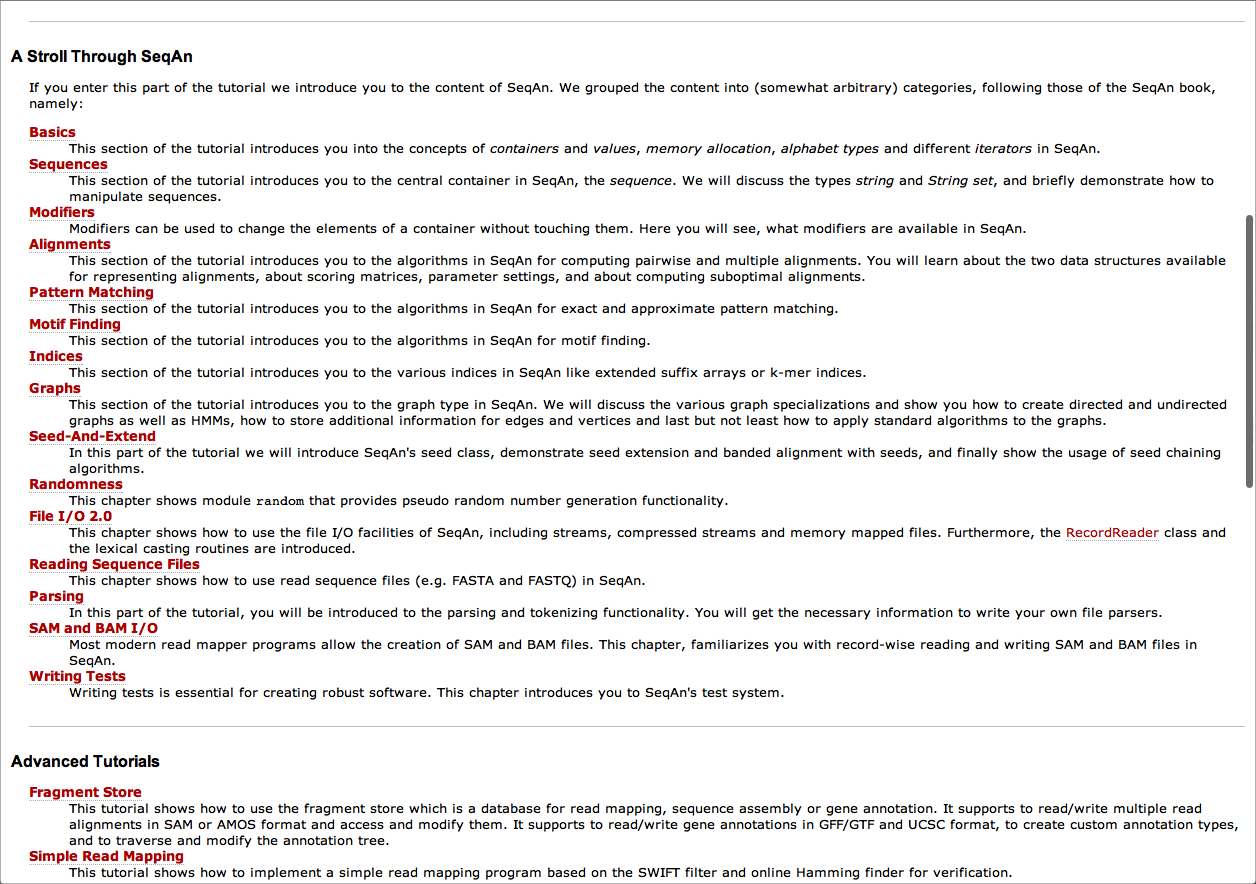 A Stroll Through SeqAn
If you enter this part of the tutorial we introduce you to the content of SeqAn. We grouped the content into (somewhat arbitrary) categories, following those of the SeqAn book,
namely:
Basics
This section of the tutorial introduces you into the concepts of containers and values, memory allocation, alphabet types and different iterators in SeqAn.
Sequences
This section of the tutorial introduces you to the central container in SeqAn, the sequence. We will discuss the types string and String set, and briefly demonstrate how to
manipulate sequences.
Modifiers
Modifiers can be used to change the elements of a container without touching them. Here you will see, what modifiers are available in SeqAn.
Alignments
This section of the tutorial introduces you to the algorithms in SeqAn for computing pairwise and multiple alignments. You will learn about the two data structures available
for representing alignments, about scoring matrices, parameter settings, and about computing suboptimal alignments.
Pattern Matching
This section of the tutorial introduces you to the algorithms in SeqAn for exact and approximate pattern matching.
Motif Finding
This section of the tutorial introduces you to the algorithms in SeqAn for motif finding.
Indices
This section of the tutorial introduces you to the various indices in SeqAn like extended suffix arrays or k-mer indices.
Graphs
This section of the tutorial introduces you to the graph type in SeqAn. We will discuss the various graph specializations and show you how to create directed and undirected
graphs as well as HMMs, how to store additional information for edges and vertices and last but not least how to apply standard algorithms to the graphs.
Seed-And-Extend
In this part of the tutorial we will introduce SeqAn's seed class, demonstrate seed extension and banded alignment with seeds, and finally show the usage of seed chaining
algorithms.
Randomness
This chapter shows module random that provides pseudo random number generation functionality.
File I/O 2.0
This chapter shows how to use the file I/O facilities of SeqAn, including streams, compressed streams and memory mapped files. Furthermore, the RecordReader class and
the lexical casting routines are introduced.
Reading Sequence Files
This chapter shows how to use read sequence files (e.g. FASTA and FASTQ) in SeqAn.
Parsing
In this part of the tutorial, you will be introduced to the parsing and tokenizing functionality. You will get the necessary information to write your own file parsers.
SAM and BAM I/O
Most modern read mapper programs allow the creation of SAM and BAM files. This chapter, familiarizes you with record-wise reading and writing SAM and BAM files in
SeqAn.
Writing Tests
Writing tests is essential for creating robust software. This chapter introduces you to SeqAn's test system.
Advanced Tutorials
Fragment Store
This tutorial shows how to use the fragment store which is a database for read mapping, sequence assembly or gene annotation. It supports to read/write multiple read
alignments in SAM or AMOS format and access and modify them. It supports to read/write gene annotations in GFF/GTF and UCSC format, to create custom annotation types,
and to traverse and modify the annotation tree.
Simple Read Mapping
This tutorial shows how to implement a simple read mapping program based on the SWIFT filter and online Hamming finder for verification.